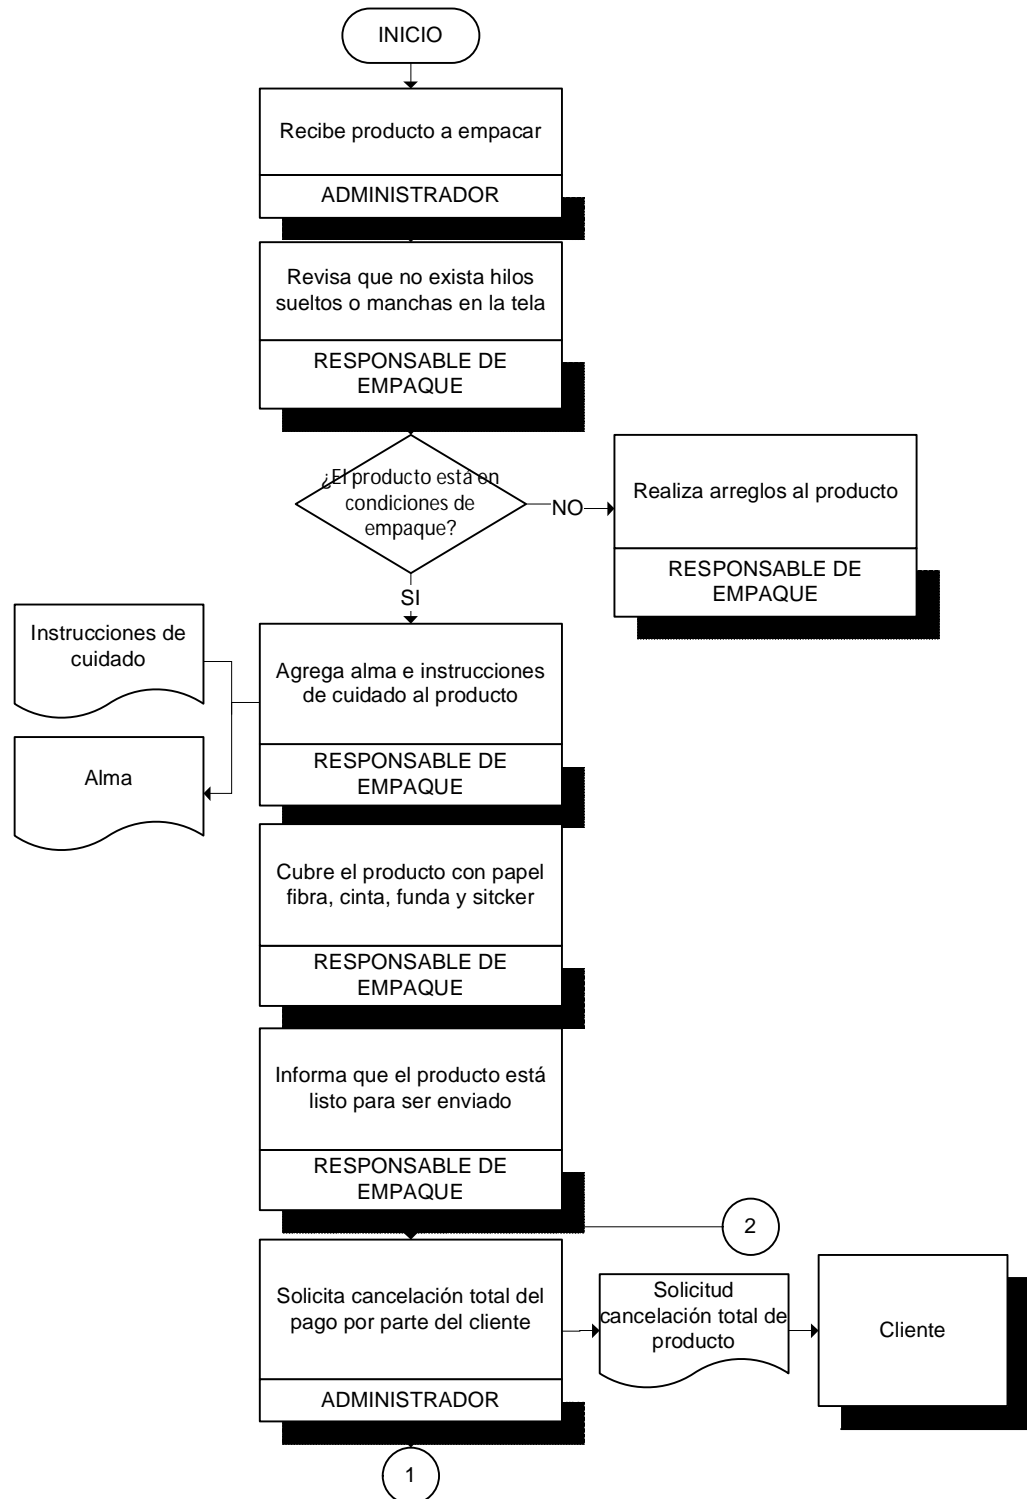 INICIO
Recibe producto a empacar
ADMINISTRADOR
Revisa que no exista hilos
sueltos o manchas en la tela
RESPONSABLE DE
EMPAQUE
¿El producto está en
condiciones de
empaque?
NO
Realiza arreglos al producto
RESPONSABLE DE
EMPAQUE
SI
Instrucciones de
cuidado
Agrega alma e instrucciones
de cuidado al producto
RESPONSABLE DE
EMPAQUE
Alma
Cubre el producto con papel
fibra, cinta, funda y sitcker
RESPONSABLE DE
EMPAQUE
Informa que el producto está
listo para ser enviado
RESPONSABLE DE
EMPAQUE
2
Solicita cancelación total del
pago por parte del cliente
ADMINISTRADOR
Solicitud
cancelación total de
producto
Cliente
1